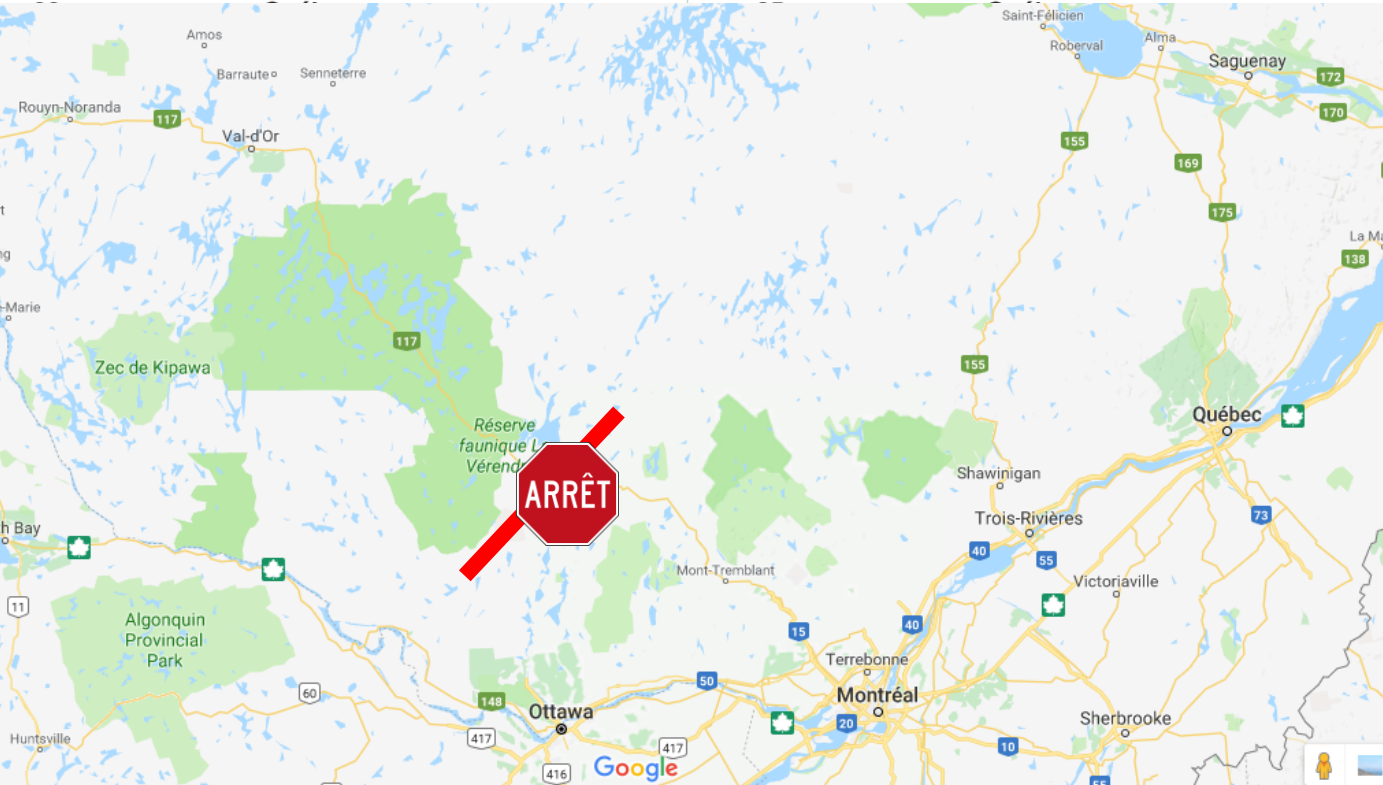 Saint-Félicien
Amos
Roberval
Alma
Saguenay
Barraute
Senneterre
172
Rouyn-Noranda
117
170
Val-d'Or
155
169
175
La
138
117
Zec de Kipawa
155
Québec
Réserve
faunique
ARRÊT
Shawinigan
Trois-Rivières
73
Bay
40
55
Mont-Tremblant
Victoriaville
11
Algonquin
Provincial
Park
15
40
Terrebonne
50
60
Montréal
148
Ottawa
20
Sherbrooke
417
417
10
Huntsville
416
Google
55